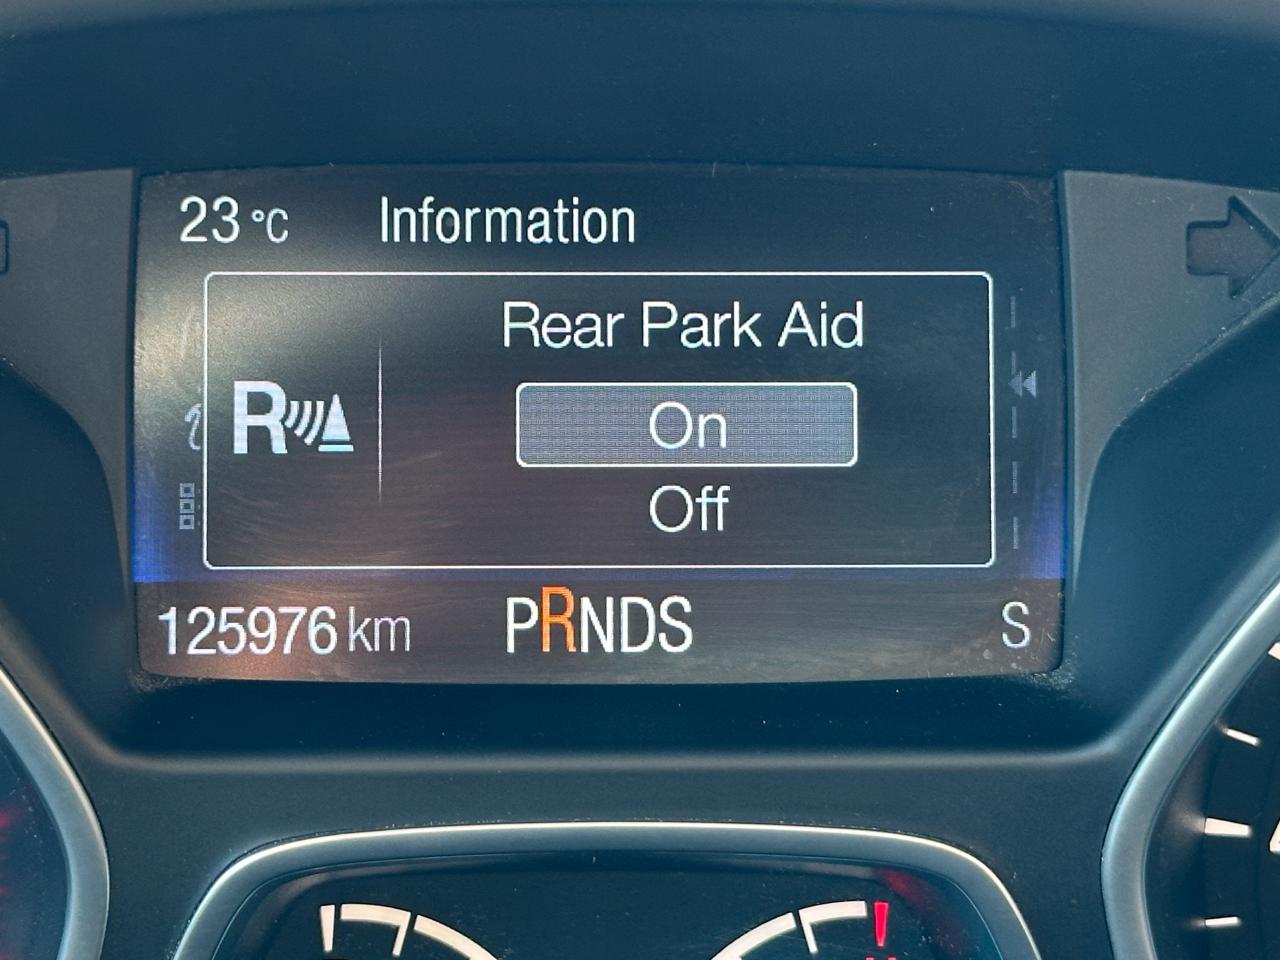 23 °C Information
Rear Park Aid
R
On
Off
125976 km PRNDS S